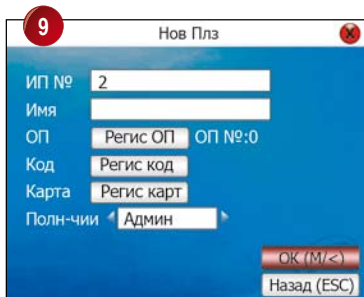 9
Нов Плз
ИП № 2
Имя
ОП Регис ОП ОП №:0
Код Регис код
Карта Регис карт
Полн-чии Админ
OK (M/<)
Назад (ESC)